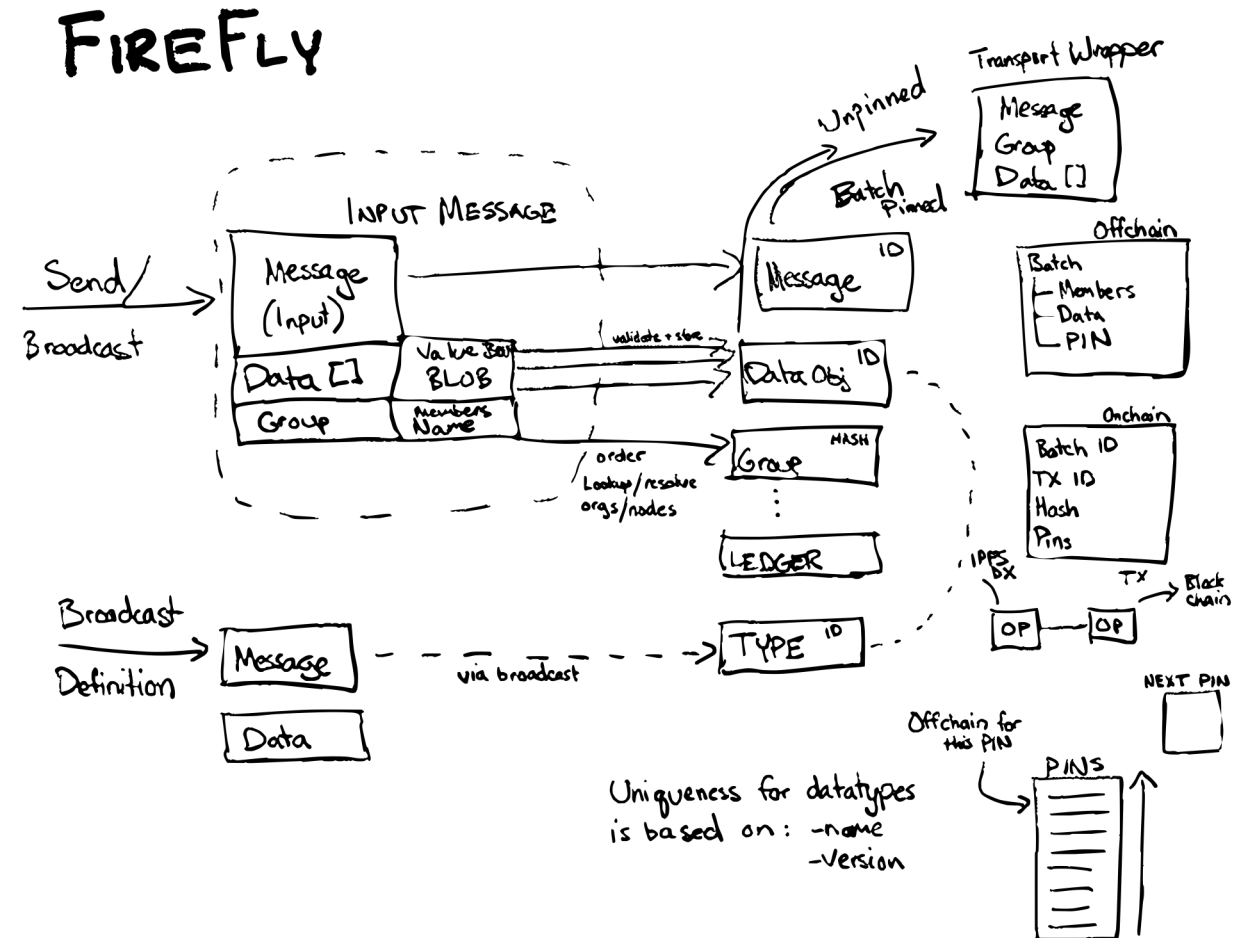 FIREFLY
Transport Wrapper
Message
Group
Data []
Unpinned
Batch
Pinned
INPUT MESSAGE
Send/
Broadcast
Message
(Input)
Data []
Value
BLOB
Group
Members
Name
validate + store
order
Lookup/resolve
orgs/nodes
ID
Message
ID
Data Obj
HASH
Group
LEDGER
Offchain
Batch
Members
Data
PIN
Onchain
Batch ID
TX ID
Hash
Pins
DX
TX
Block
chain
OP
OP
Broadcast
Definition
Message
Data
via broadcast
TYPE ID
NEXT PIN
Offchain for
this PIN
PINS
Uniqueness for datatypes
is based on: -name
-Version